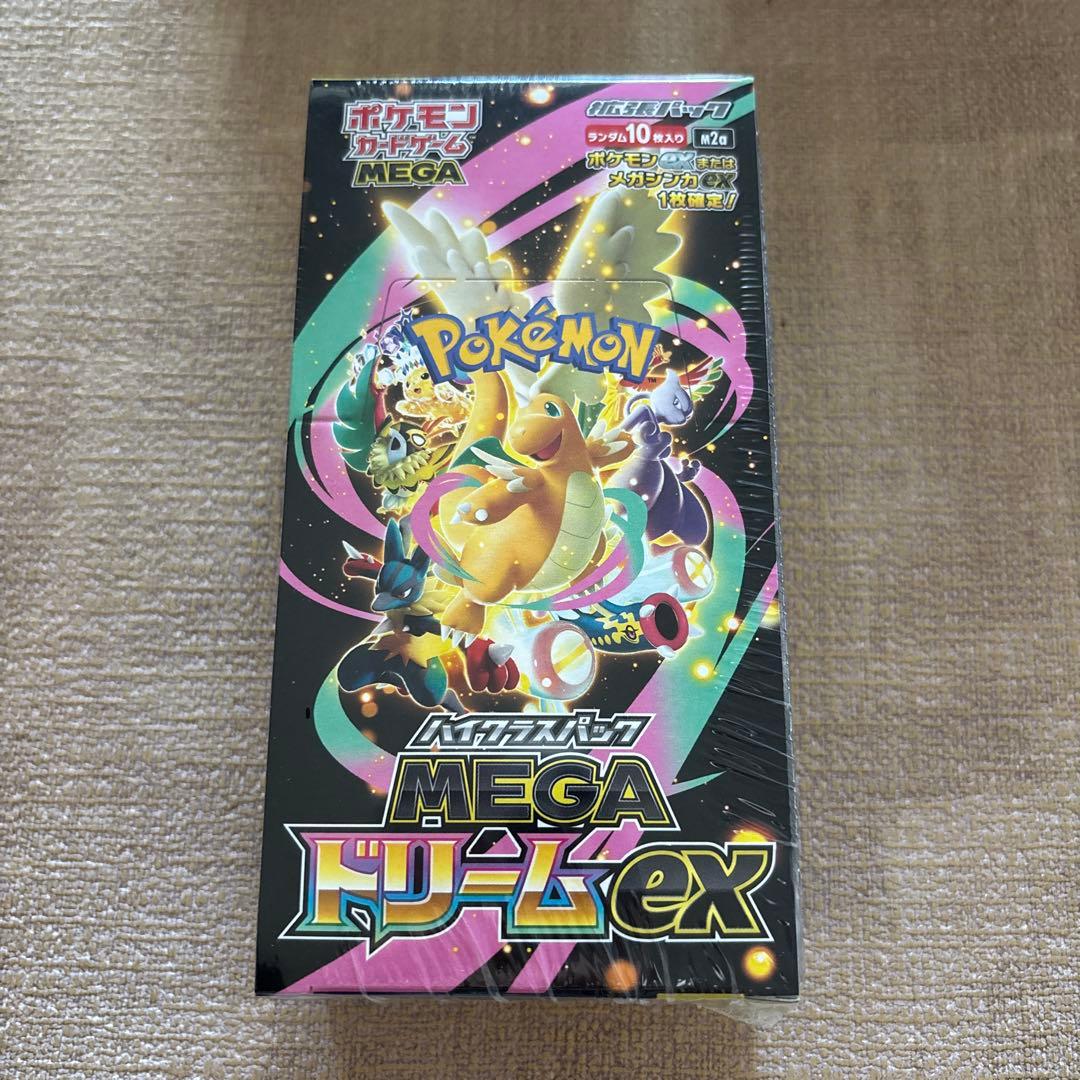 ポケモン
カードゲーム
MEGA
拡張パック
ランダム10枚入り
M2a
ポケモンexまたは
メガシンカex
1枚確定!
POKéMON
TM
ハイクラスパック
MEGA
ドリームex